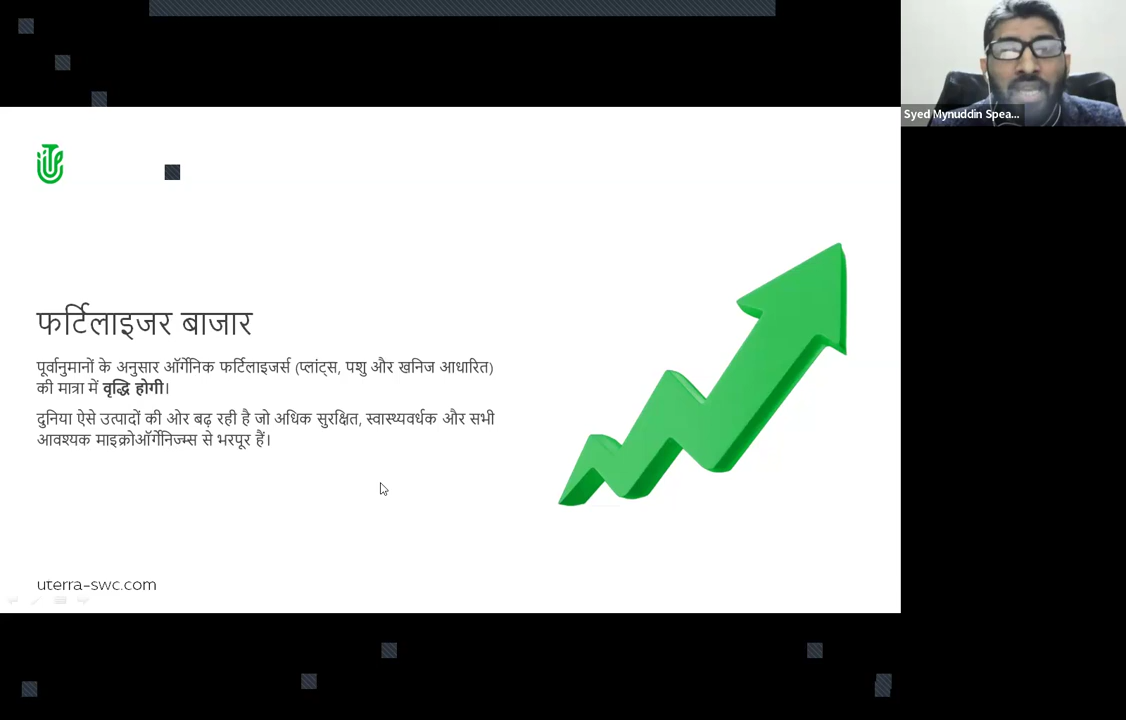 Syed Mynuddin Spea...
फर्टिलाइजर बाजार
पूर्वानुमानों के अनुसार ऑर्गेनिक फर्टिलाइजर्स (प्लांट्स, पशु और खनिज आधारित)
की मात्रा में वृद्धि होगी।
दुनिया ऐसे उत्पादों की ओर बढ़ रही है जो अधिक सुरक्षित, स्वास्थ्यवर्धक और सभी
आवश्यक माइक्रोऑर्गेनिज्म्स से भरपूर हैं।
uterra-swc.com